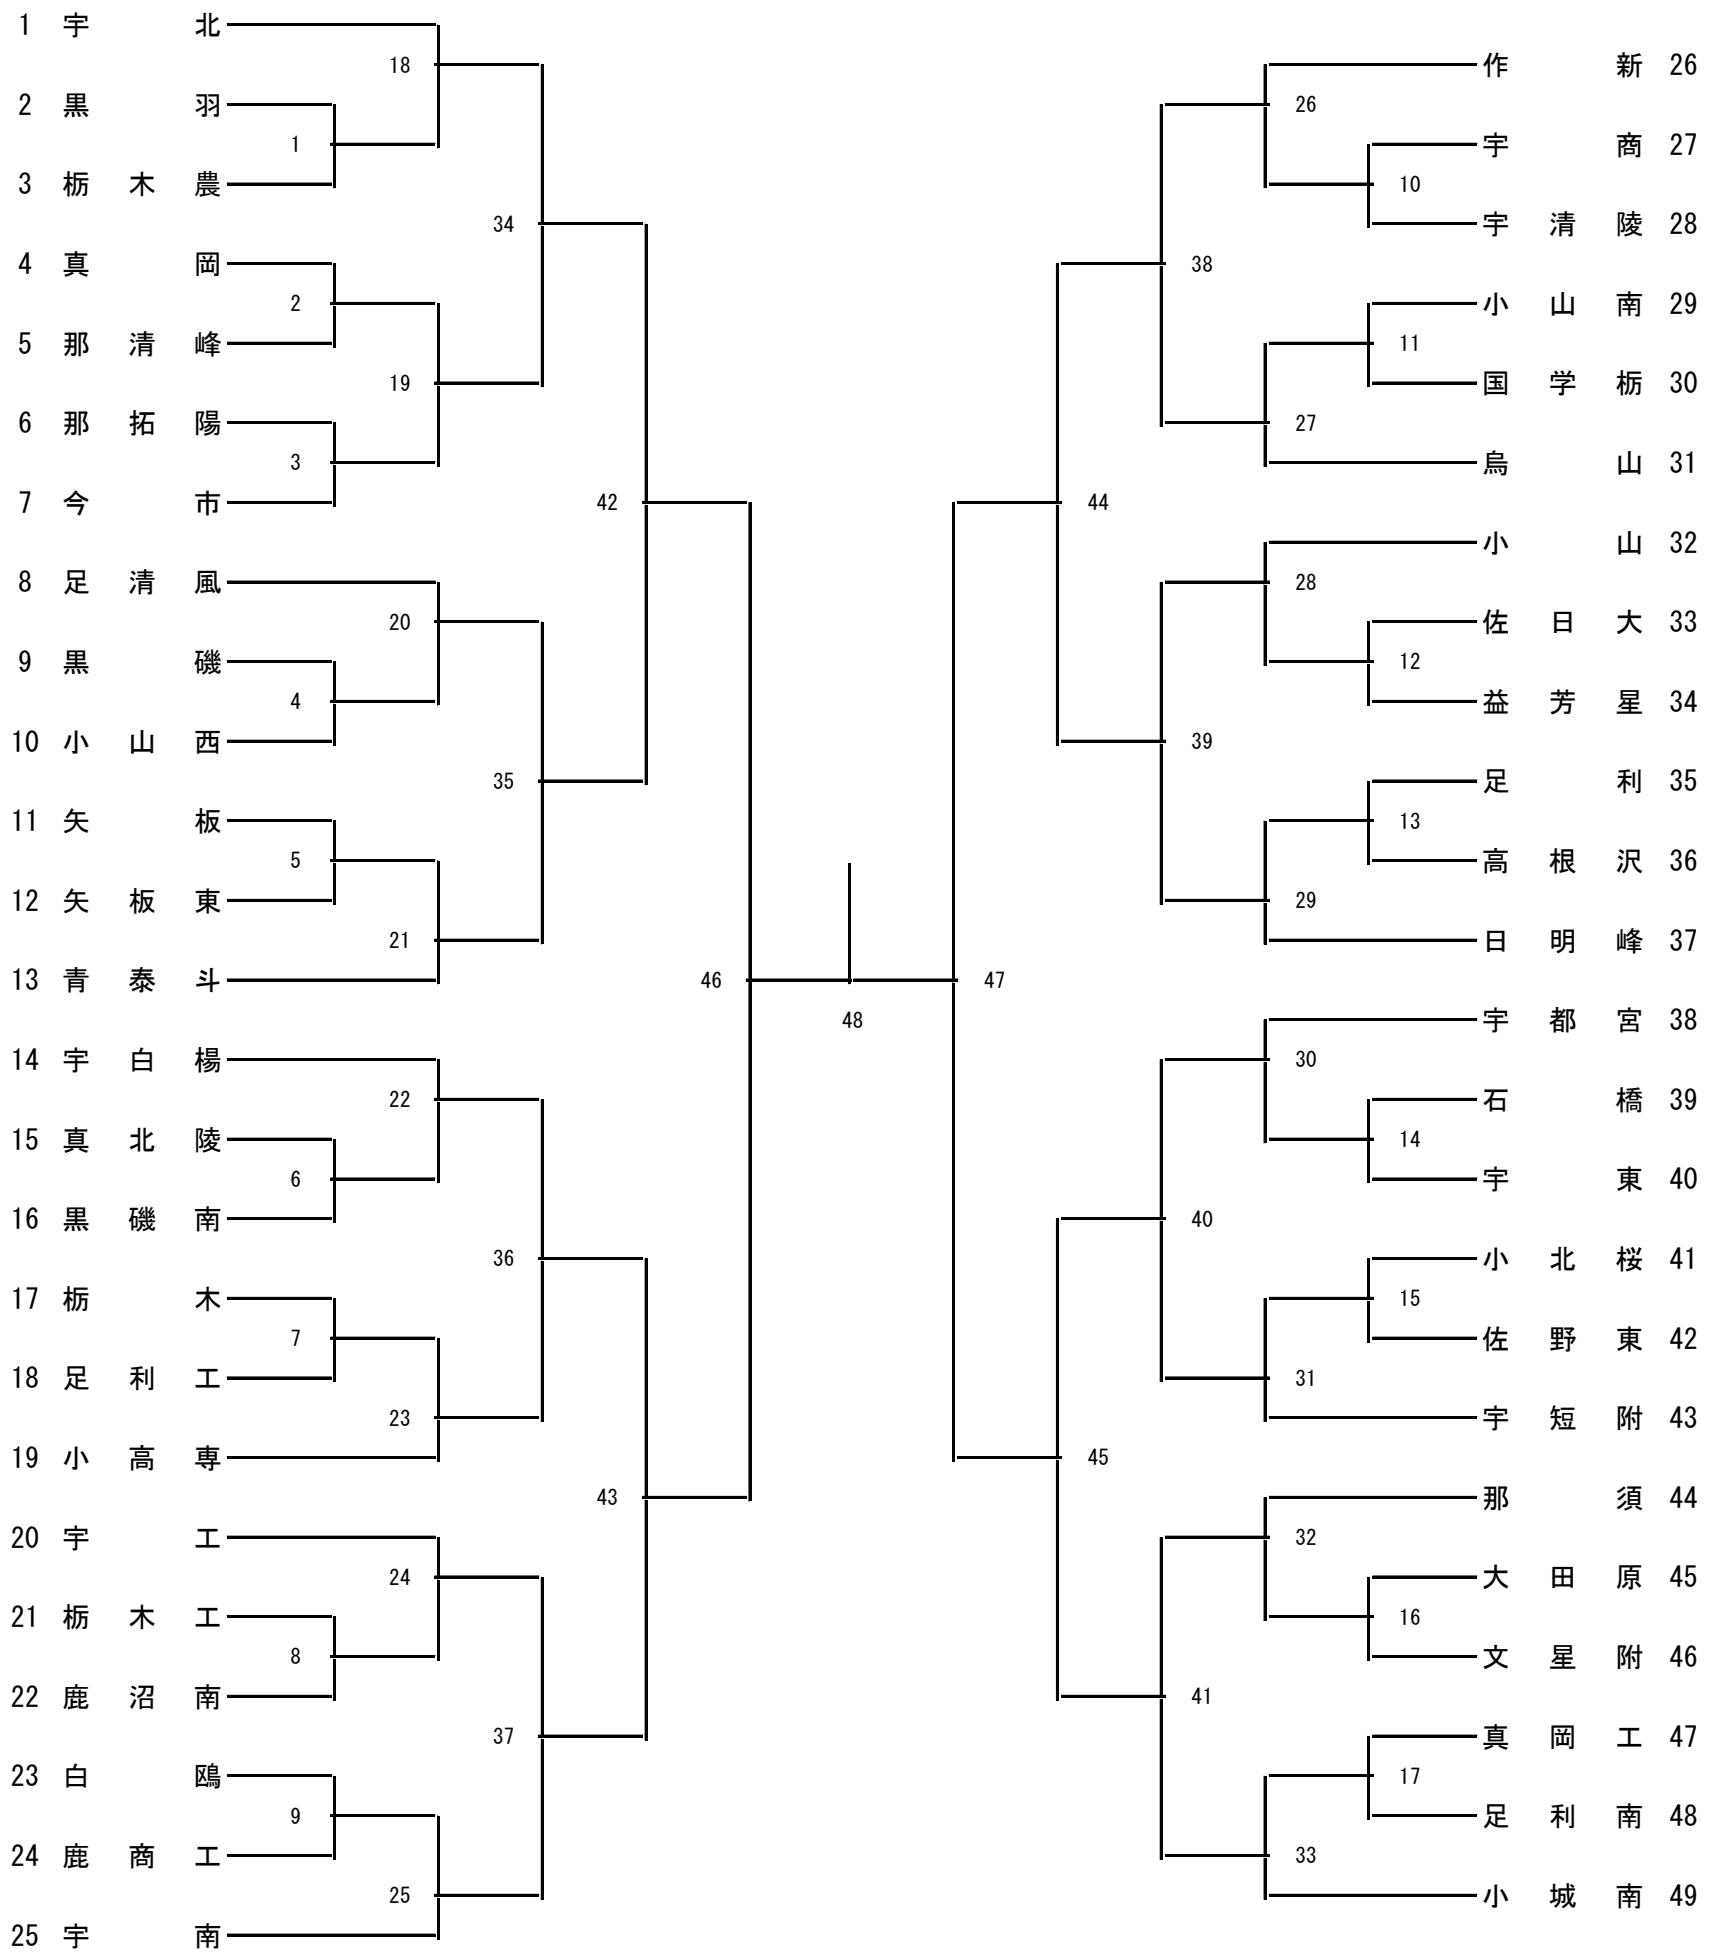 1 宇北
18
2 黒羽
1
3 栃木農
34
4 真岡
2
5 那清峰
19
6 那拓陽
3
7 今市
42
8 足清風
20
9 黒磯
4
10 小山西
35
11 矢板
5
12 矢板東
21
13 青泰斗
46
14 宇白楊
22
15 真北陵
6
16 黒磯南
36
17 栃木
7
18 足利工
23
19 小高専
43
20 宇工
24
21 栃木工
8
22 鹿沼南
37
23 白鴎
9
24 鹿商工
25
25 宇南
48
作新 26
26
宇商 27
10
宇清陵 28
38
小山南 29
11
国学栃 30
27
烏山 31
44
小山 32
28
佐日大 33
12
益芳星 34
39
足利 35
13
高根沢 36
29
日明峰 37
47
宇都宮 38
30
石橋 39
14
宇東 40
40
小北桜 41
15
佐野東 42
31
宇短附 43
45
那須 44
32
大田原 45
16
文星附 46
41
真岡工 47
17
足利南 48
33
小城南 49